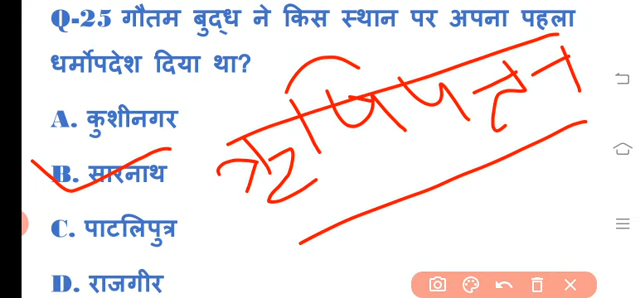 Q-25 गौतम बुद्ध ने किस स्थान पर अपना पहला
धर्मोपदेश दिया था?
A. कुशीनगर
B. सारनाथ
C. पाटलिपुत्र
D. राजगीर
ऋषिपत्तन